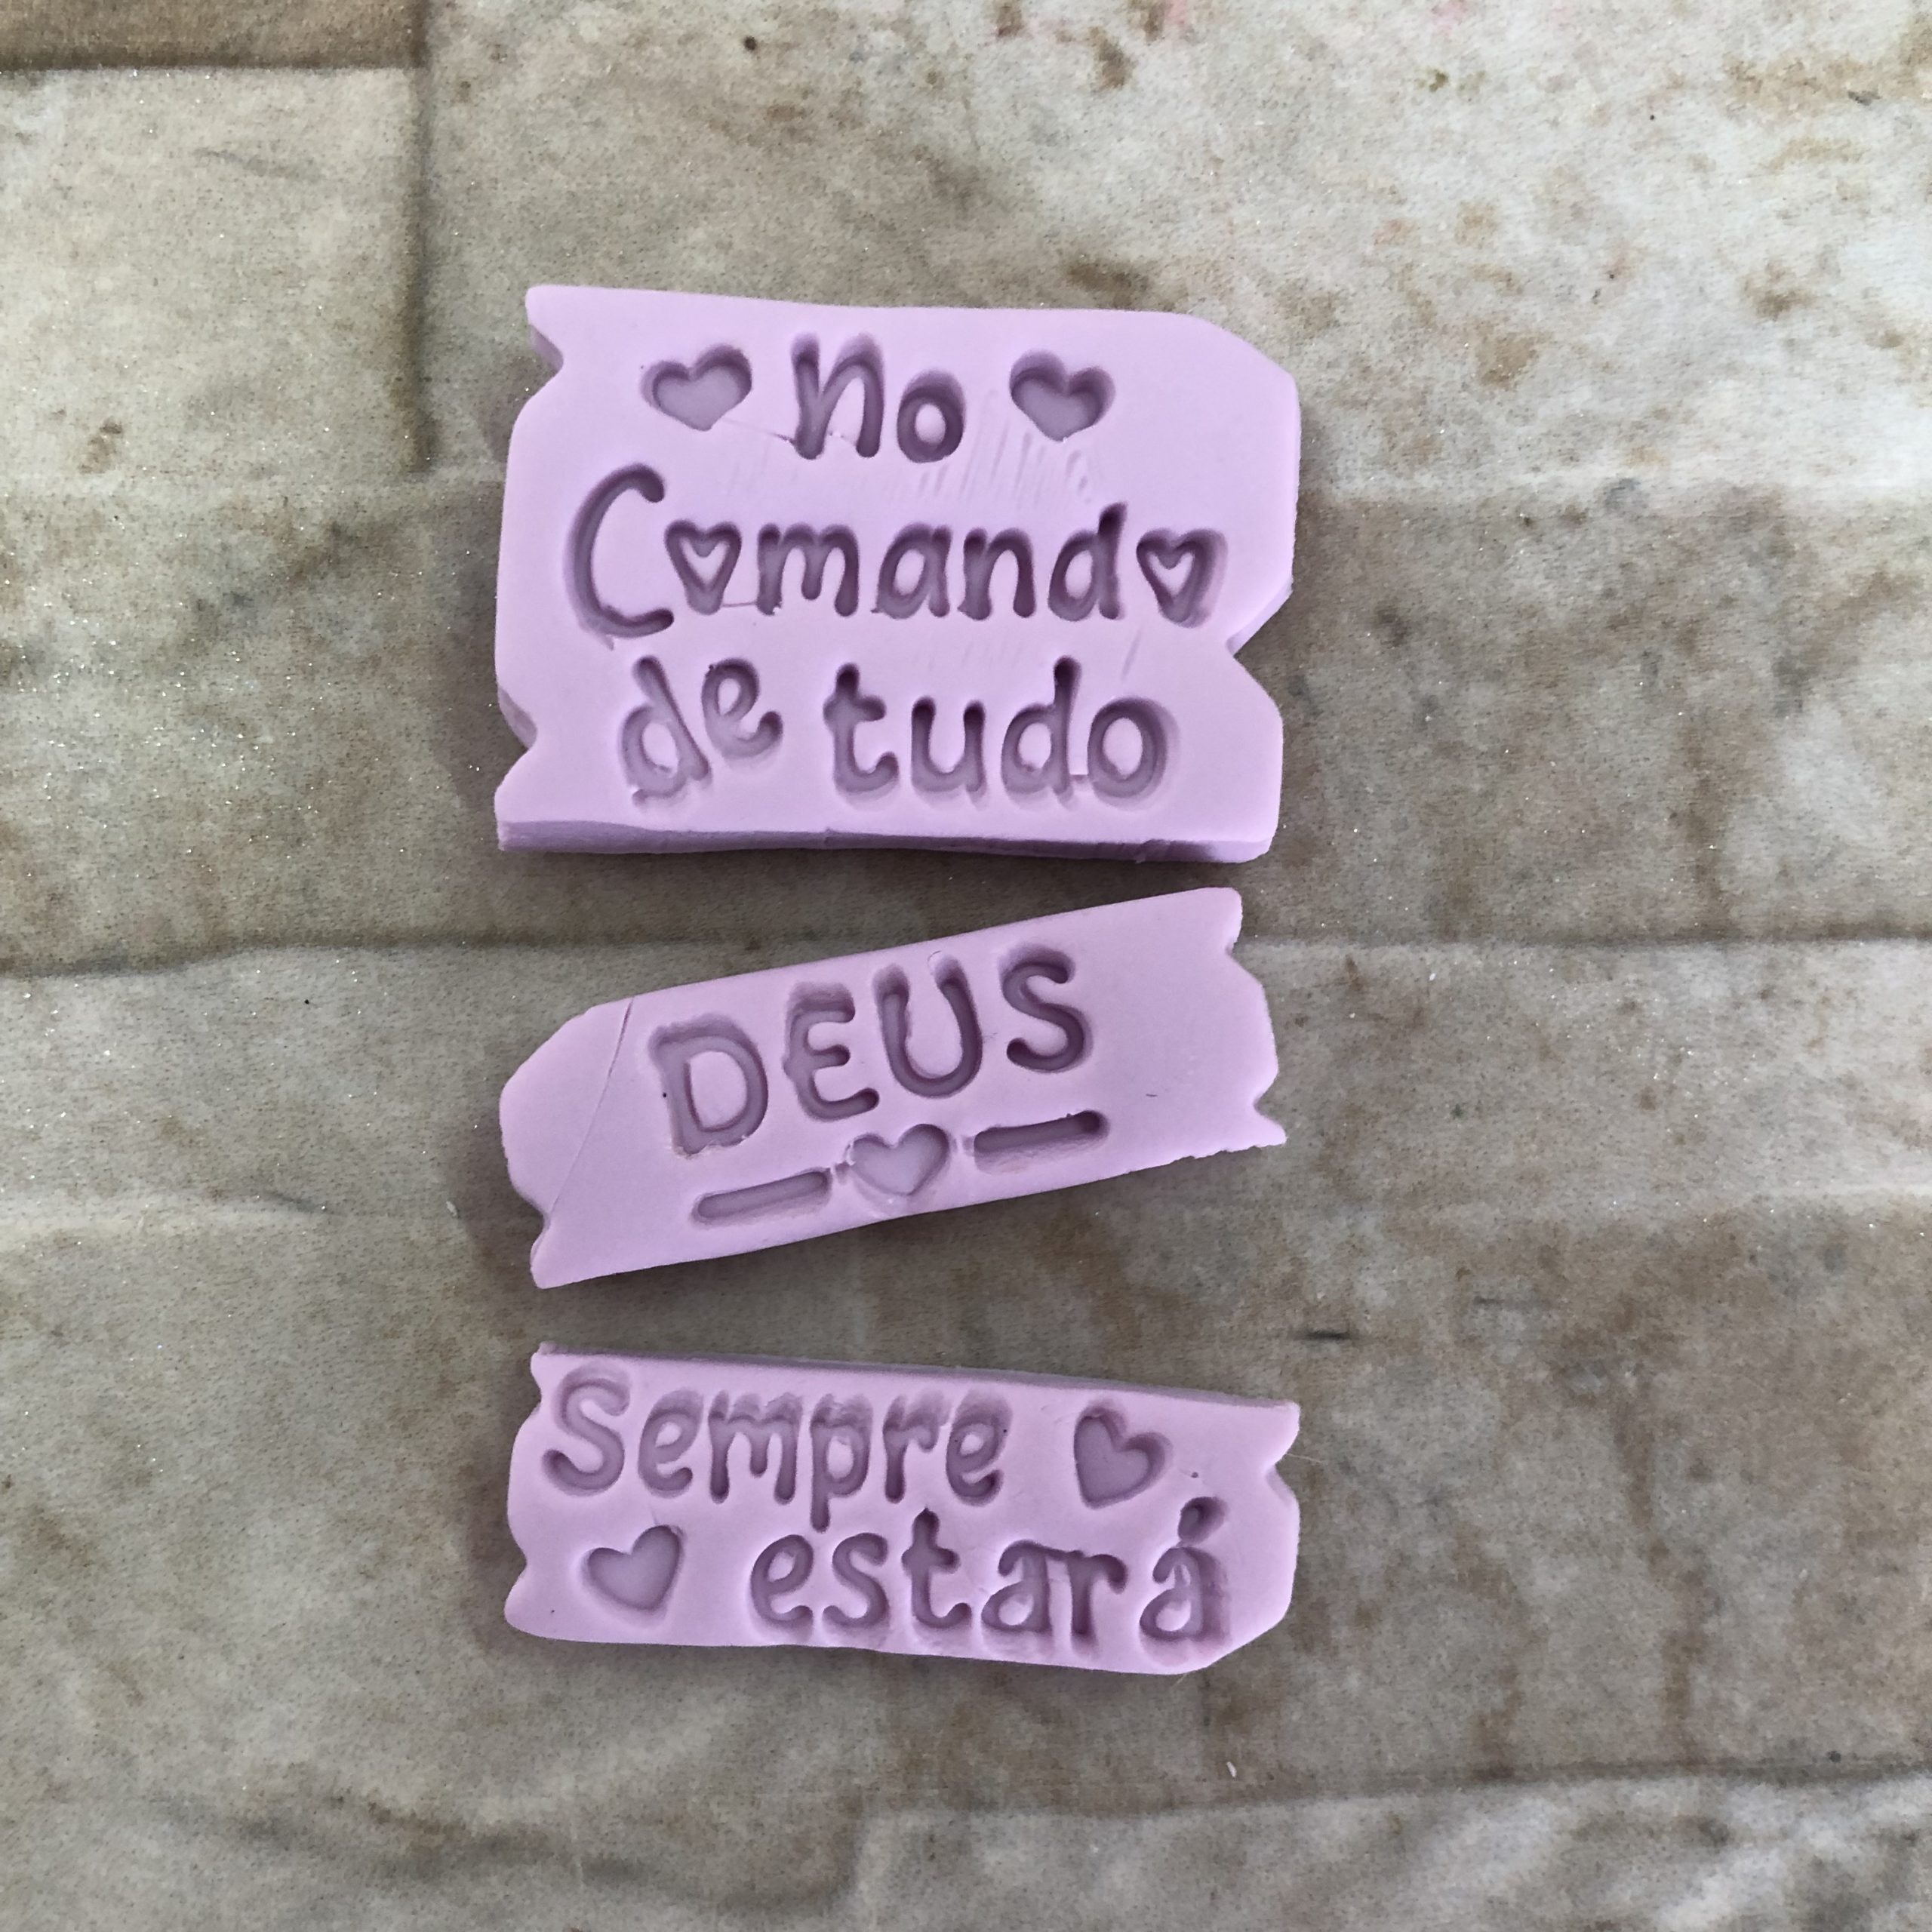 No
Comando
de tudo
DEUS
Sempre
estará